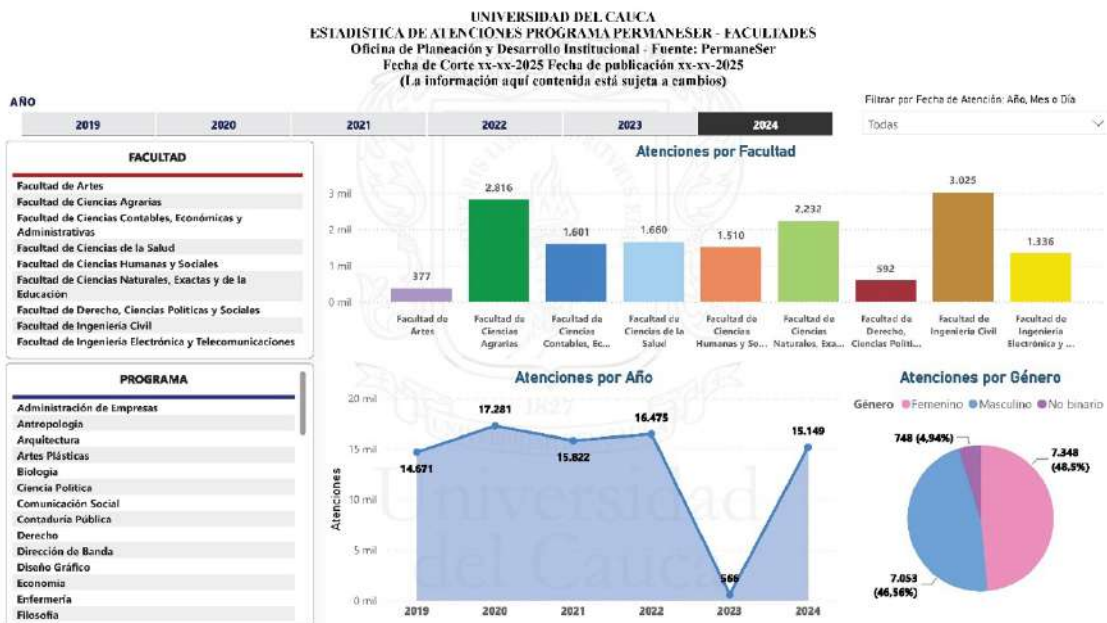 UNIVERSIDAD DEL CAUCA
ESTADISTICA DE ATENCIONES PROGRAMA PERMANESER - FACULTADES
Oficina de Planeación y Desarrollo Institucional - Fuente: PermaneSer
Fecha de Corte xx-xx-2025 Fecha de publicación xx-xx-2025
(La información aquí contenida está sujeta a cambios)
AÑO
2019 2020 2021 2022 2023 2024
Filtrar por Fecha de Atención: Año, Mes o Día
Todas
FACULTAD
Facultad de Artes
Facultad de Ciencias Agrarias
Facultad de Ciencias Contables, Económicas y
Administrativas
Facultad de Ciencias de la Salud
Facultad de Ciencias Humanas y Sociales
Facultad de Ciencias Naturales, Exactas y de la
Educación
Facultad de Derecho, Ciencias Políticas y Sociales
Facultad de Ingeniería Civil
Facultad de Ingeniería Electrónica y Telecomunicaciones
Atenciones por Facultad
3 mil
2 mil
1 mil
0 mil
377
2.816
1.601
1.660
1.510
2.232
592
3.025
1.336
Facultad de
Artes
Facultad de
Ciencias
Agrarias
Facultad de
Ciencias
Contables, Ec...
Facultad de
Ciencias de la
Salud
Facultad de
Ciencias
Humanas y So...
Facultad de
Ciencias
Naturales, Exa...
Facultad de
Derecho,
Ciencias Políti...
Facultad de
Ingeniería Civil
Facultad de
Ingeniería
Electrónica y ...
PROGRAMA
Administración de Empresas
Antropología
Arquitectura
Artes Plásticas
Biología
Ciencia Política
Comunicación Social
Contaduría Pública
Derecho
Dirección de Banda
Diseño Gráfico
Economía
Enfermería
Filosofía
Atenciones por Año
Atenciones
20 mil
15 mil
10 mil
5 mil
0 mil
14.671
17.281
15.822
16.475
566
15.149
2019 2020 2021 2022 2023 2024
Atenciones por Género
Género Femenino Masculino No binario
748 (4,94%)
7.348
(48,5%)
7.053
(46,56%)
1827
Universidad
del Cauca